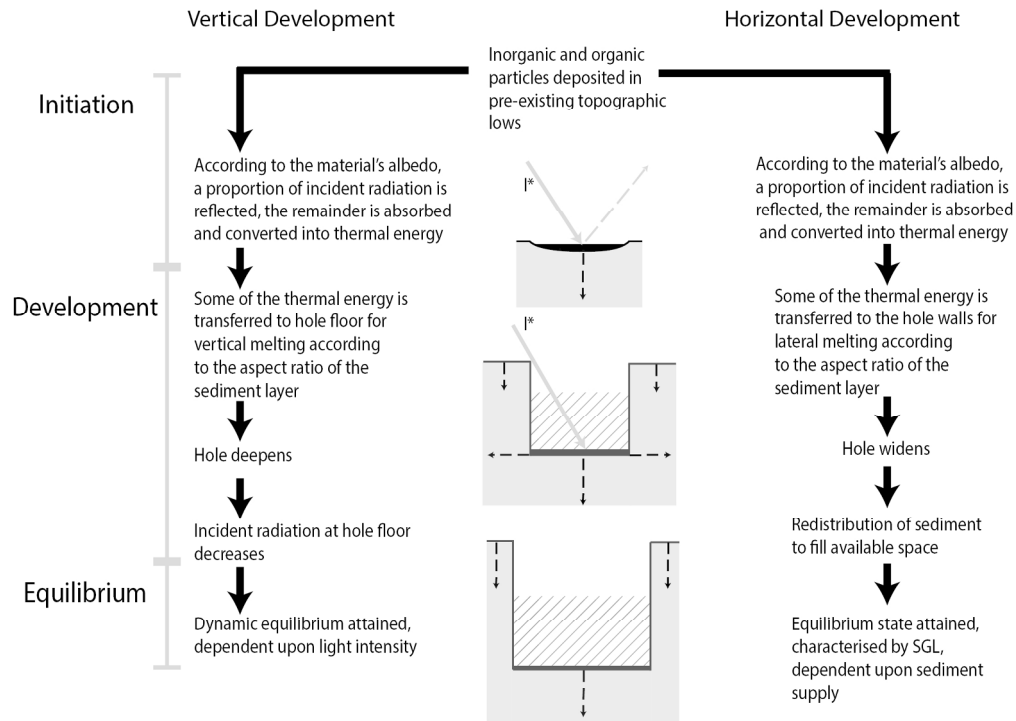 Vertical Development
Horizontal Development
Initiation
Development
Equilibrium
Inorganic and organic
particles deposited in
pre-existing topographic
lows
According to the material's albedo,
a proportion of incident radiation is
reflected, the remainder is absorbed
and converted into thermal energy
Some of the thermal energy is
transferred to hole floor for
vertical melting according
to the aspect ratio of the
sediment layer
Hole deepens
Incident radiation at hole floor
decreases
Dynamic equilibrium attained,
dependent upon light intensity
I*
I*
According to the material's albedo,
a proportion of incident radiation is
reflected, the remainder is absorbed
and converted into thermal energy
Some of the thermal energy is
transferred to the hole walls for
lateral melting according
to the aspect ratio of the
sediment layer
Hole widens
Redistribution of sediment
to fill available space
Equilibrium state attained,
characterised by SGL,
dependent upon sediment
supply